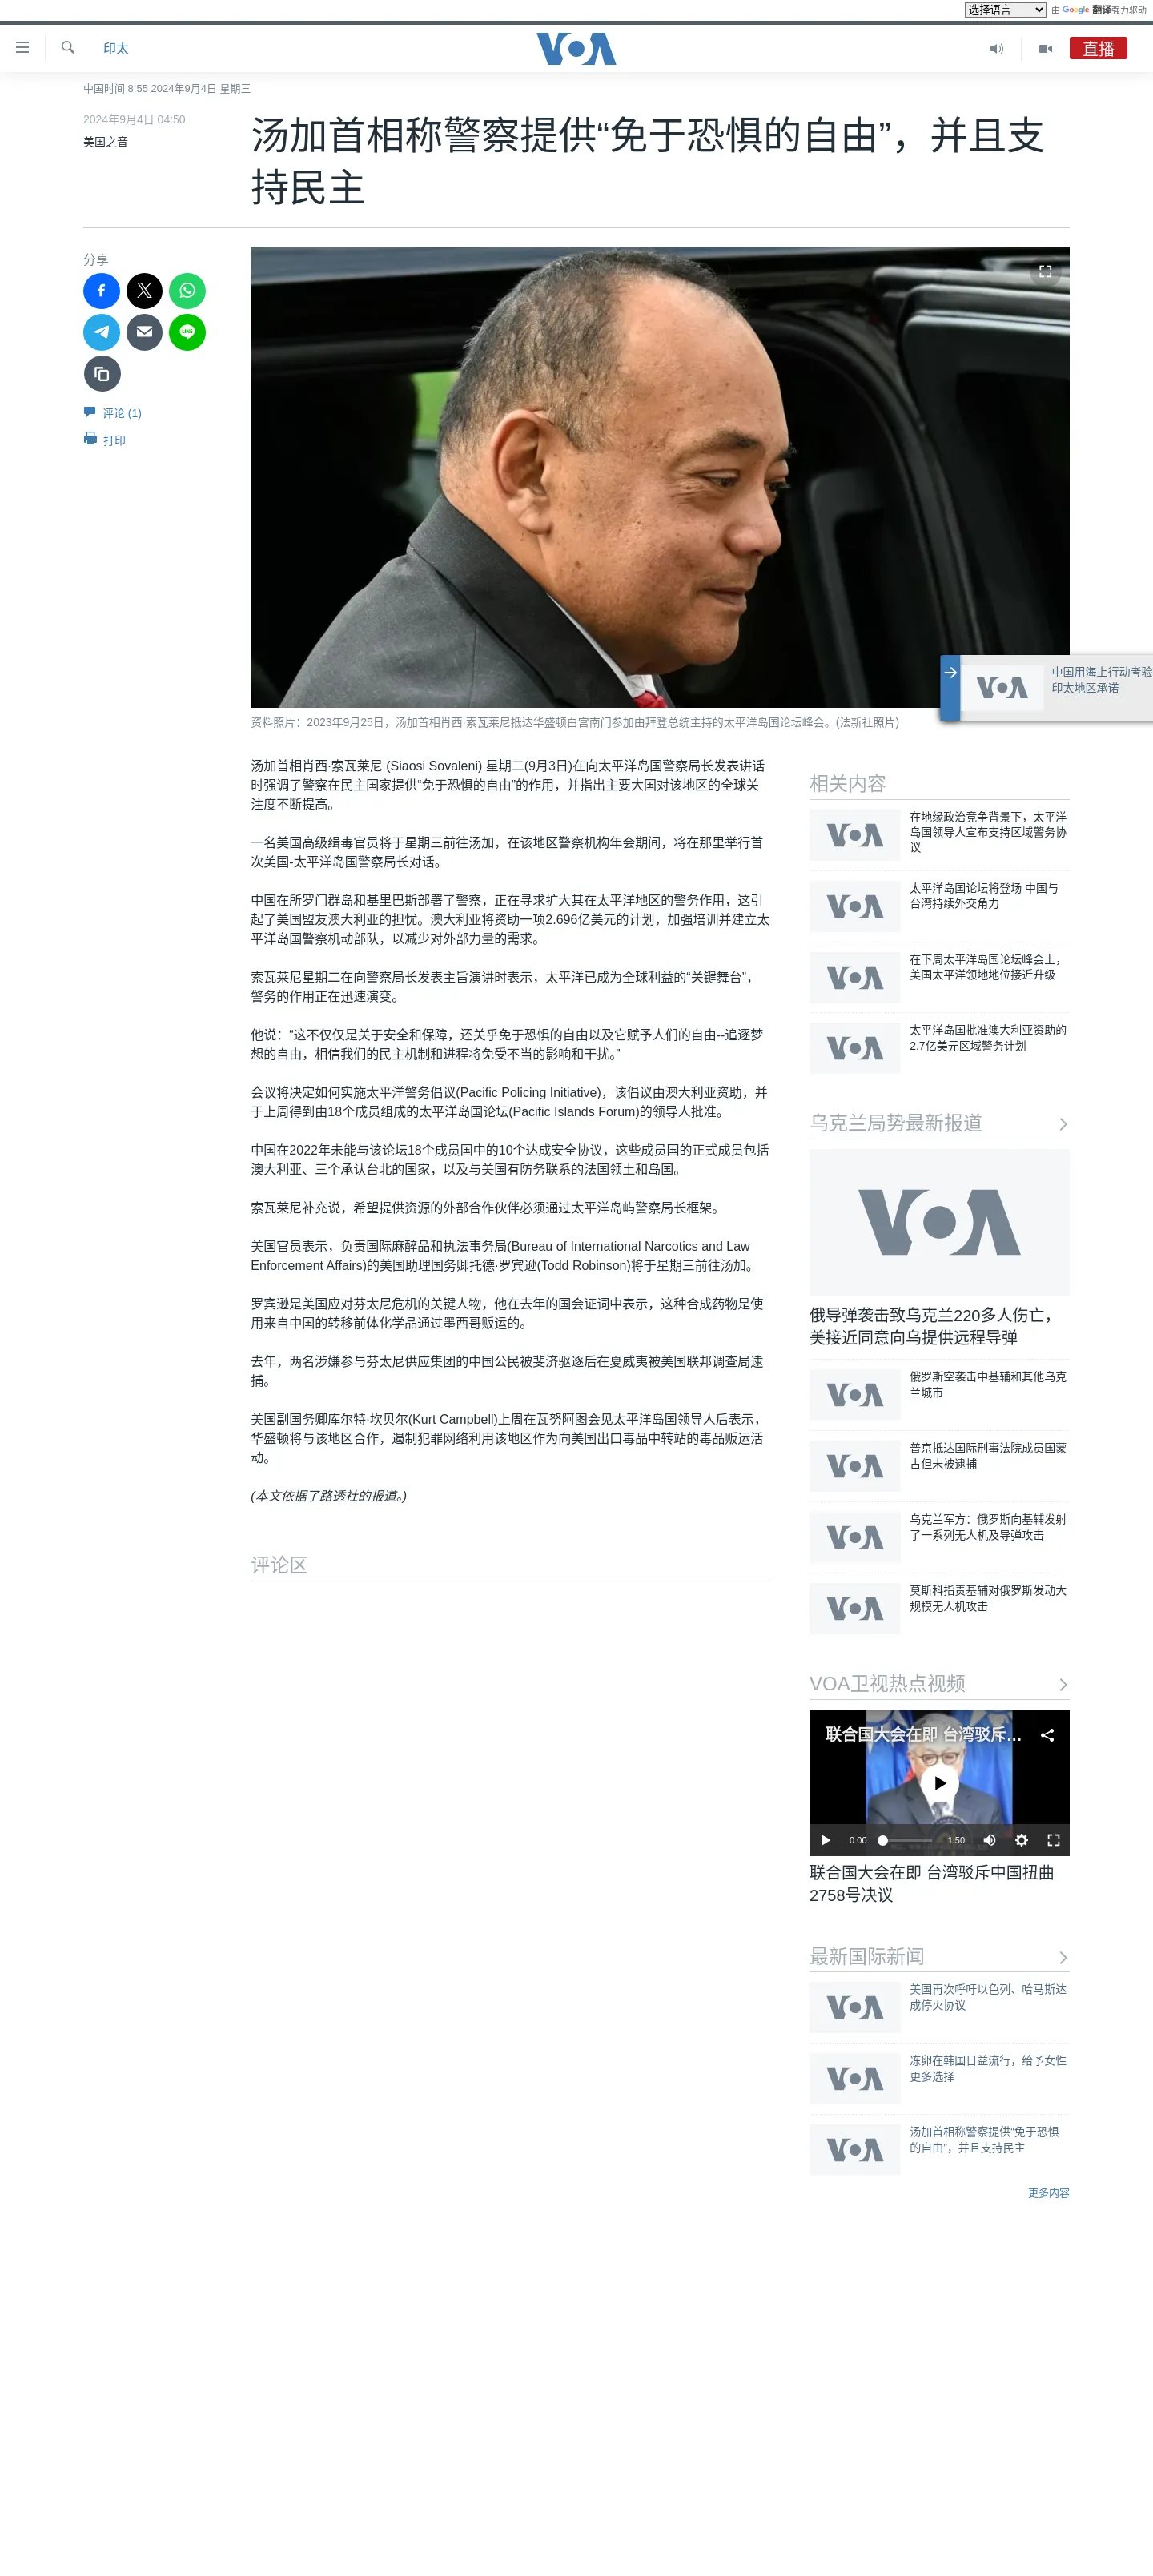 选择语言 由 Google 翻译强力驱动
印太
VOA
直播
中国时间 8:55 2024年9月4日 星期三
2024年9月4日 04:50
美国之音
汤加首相称警察提供“免于恐惧的自由”，并且支
持民主
分享
评论 (1)
打印
中国用海上行动考验
印太地区承诺
资料照片：2023年9月25日，汤加首相肖西·索瓦莱尼抵达华盛顿白宫南门参加由拜登总统主持的太平洋岛国论坛峰会。(法新社照片)
汤加首相肖西·索瓦莱尼 (Siaosi Sovaleni) 星期二(9月3日)在向太平洋岛国警察局长发表讲话
时强调了警察在民主国家提供“免于恐惧的自由”的作用，并指出主要大国对该地区的全球关
注度不断提高。
一名美国高级缉毒官员将于星期三前往汤加，在该地区警察机构年会期间，将在那里举行首
次美国-太平洋岛国警察局长对话。
中国在所罗门群岛和基里巴斯部署了警察，正在寻求扩大其在太平洋地区的警务作用，这引
起了美国盟友澳大利亚的担忧。澳大利亚将资助一项2.696亿美元的计划，加强培训并建立太
平洋岛国警察机动部队，以减少对外部力量的需求。
索瓦莱尼星期二在向警察局长发表主旨演讲时表示，太平洋已成为全球利益的“关键舞台”，
警务的作用正在迅速演变。
他说：“这不仅仅是关于安全和保障，还关乎免于恐惧的自由以及它赋予人们的自由--追逐梦
想的自由，相信我们的民主机制和进程将免受不当的影响和干扰。”
会议将决定如何实施太平洋警务倡议(Pacific Policing Initiative)，该倡议由澳大利亚资助，并
于上周得到由18个成员组成的太平洋岛国论坛(Pacific Islands Forum)的领导人批准。
中国在2022年未能与该论坛18个成员国中的10个达成安全协议，这些成员国的正式成员包括
澳大利亚、三个承认台北的国家，以及与美国有防务联系的法国领土和岛国。
索瓦莱尼补充说，希望提供资源的外部合作伙伴必须通过太平洋岛屿警察局长框架。
美国官员表示，负责国际麻醉品和执法事务局(Bureau of International Narcotics and Law
Enforcement Affairs)的美国助理国务卿托德·罗宾逊(Todd Robinson)将于星期三前往汤加。
罗宾逊是美国应对芬太尼危机的关键人物，他在去年的国会证词中表示，这种合成药物是使
用来自中国的转移前体化学品通过墨西哥贩运的。
去年，两名涉嫌参与芬太尼供应集团的中国公民被斐济驱逐后在夏威夷被美国联邦调查局逮
捕。
美国副国务卿库尔特·坎贝尔(Kurt Campbell)上周在瓦努阿图会见太平洋岛国领导人后表示，
华盛顿将与该地区合作，遏制犯罪网络利用该地区作为向美国出口毒品中转站的毒品贩运活
动。
(本文依据了路透社的报道。)
评论区
相关内容
在地缘政治竞争背景下，太平洋
岛国领导人宣布支持区域警务协
议
太平洋岛国论坛将登场 中国与
台湾持续外交角力
在下周太平洋岛国论坛峰会上，
美国太平洋领地地位接近升级
太平洋岛国批准澳大利亚资助的
2.7亿美元区域警务计划
乌克兰局势最新报道
俄导弹袭击致乌克兰220多人伤亡，
美接近同意向乌提供远程导弹
俄罗斯空袭击中基辅和其他乌克
兰城市
普京抵达国际刑事法院成员国蒙
古但未被逮捕
乌克兰军方：俄罗斯向基辅发射
了一系列无人机及导弹攻击
莫斯科指责基辅对俄罗斯发动大
规模无人机攻击
VOA卫视热点视频
联合国大会在即 台湾驳斥...
0:00 1:50
联合国大会在即 台湾驳斥中国扭曲
2758号决议
最新国际新闻
美国再次呼吁以色列、哈马斯达
成停火协议
冻卵在韩国日益流行，给予女性
更多选择
汤加首相称警察提供“免于恐惧
的自由”，并且支持民主
更多内容